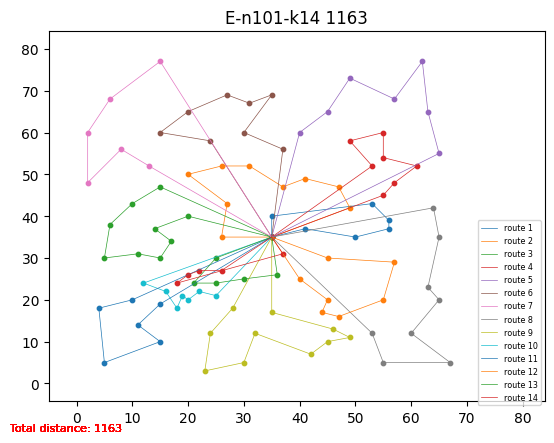 E-n101-k14 1163
80
70
60
50
40
30
20
10
0
route 1
route 2
route 3
route 4
route 5
route 6
route 7
route 8
route 9
route 10
route 11
route 12
route 13
route 14
0 10 20 30 40 50 60 70 80
Total distance: 1163